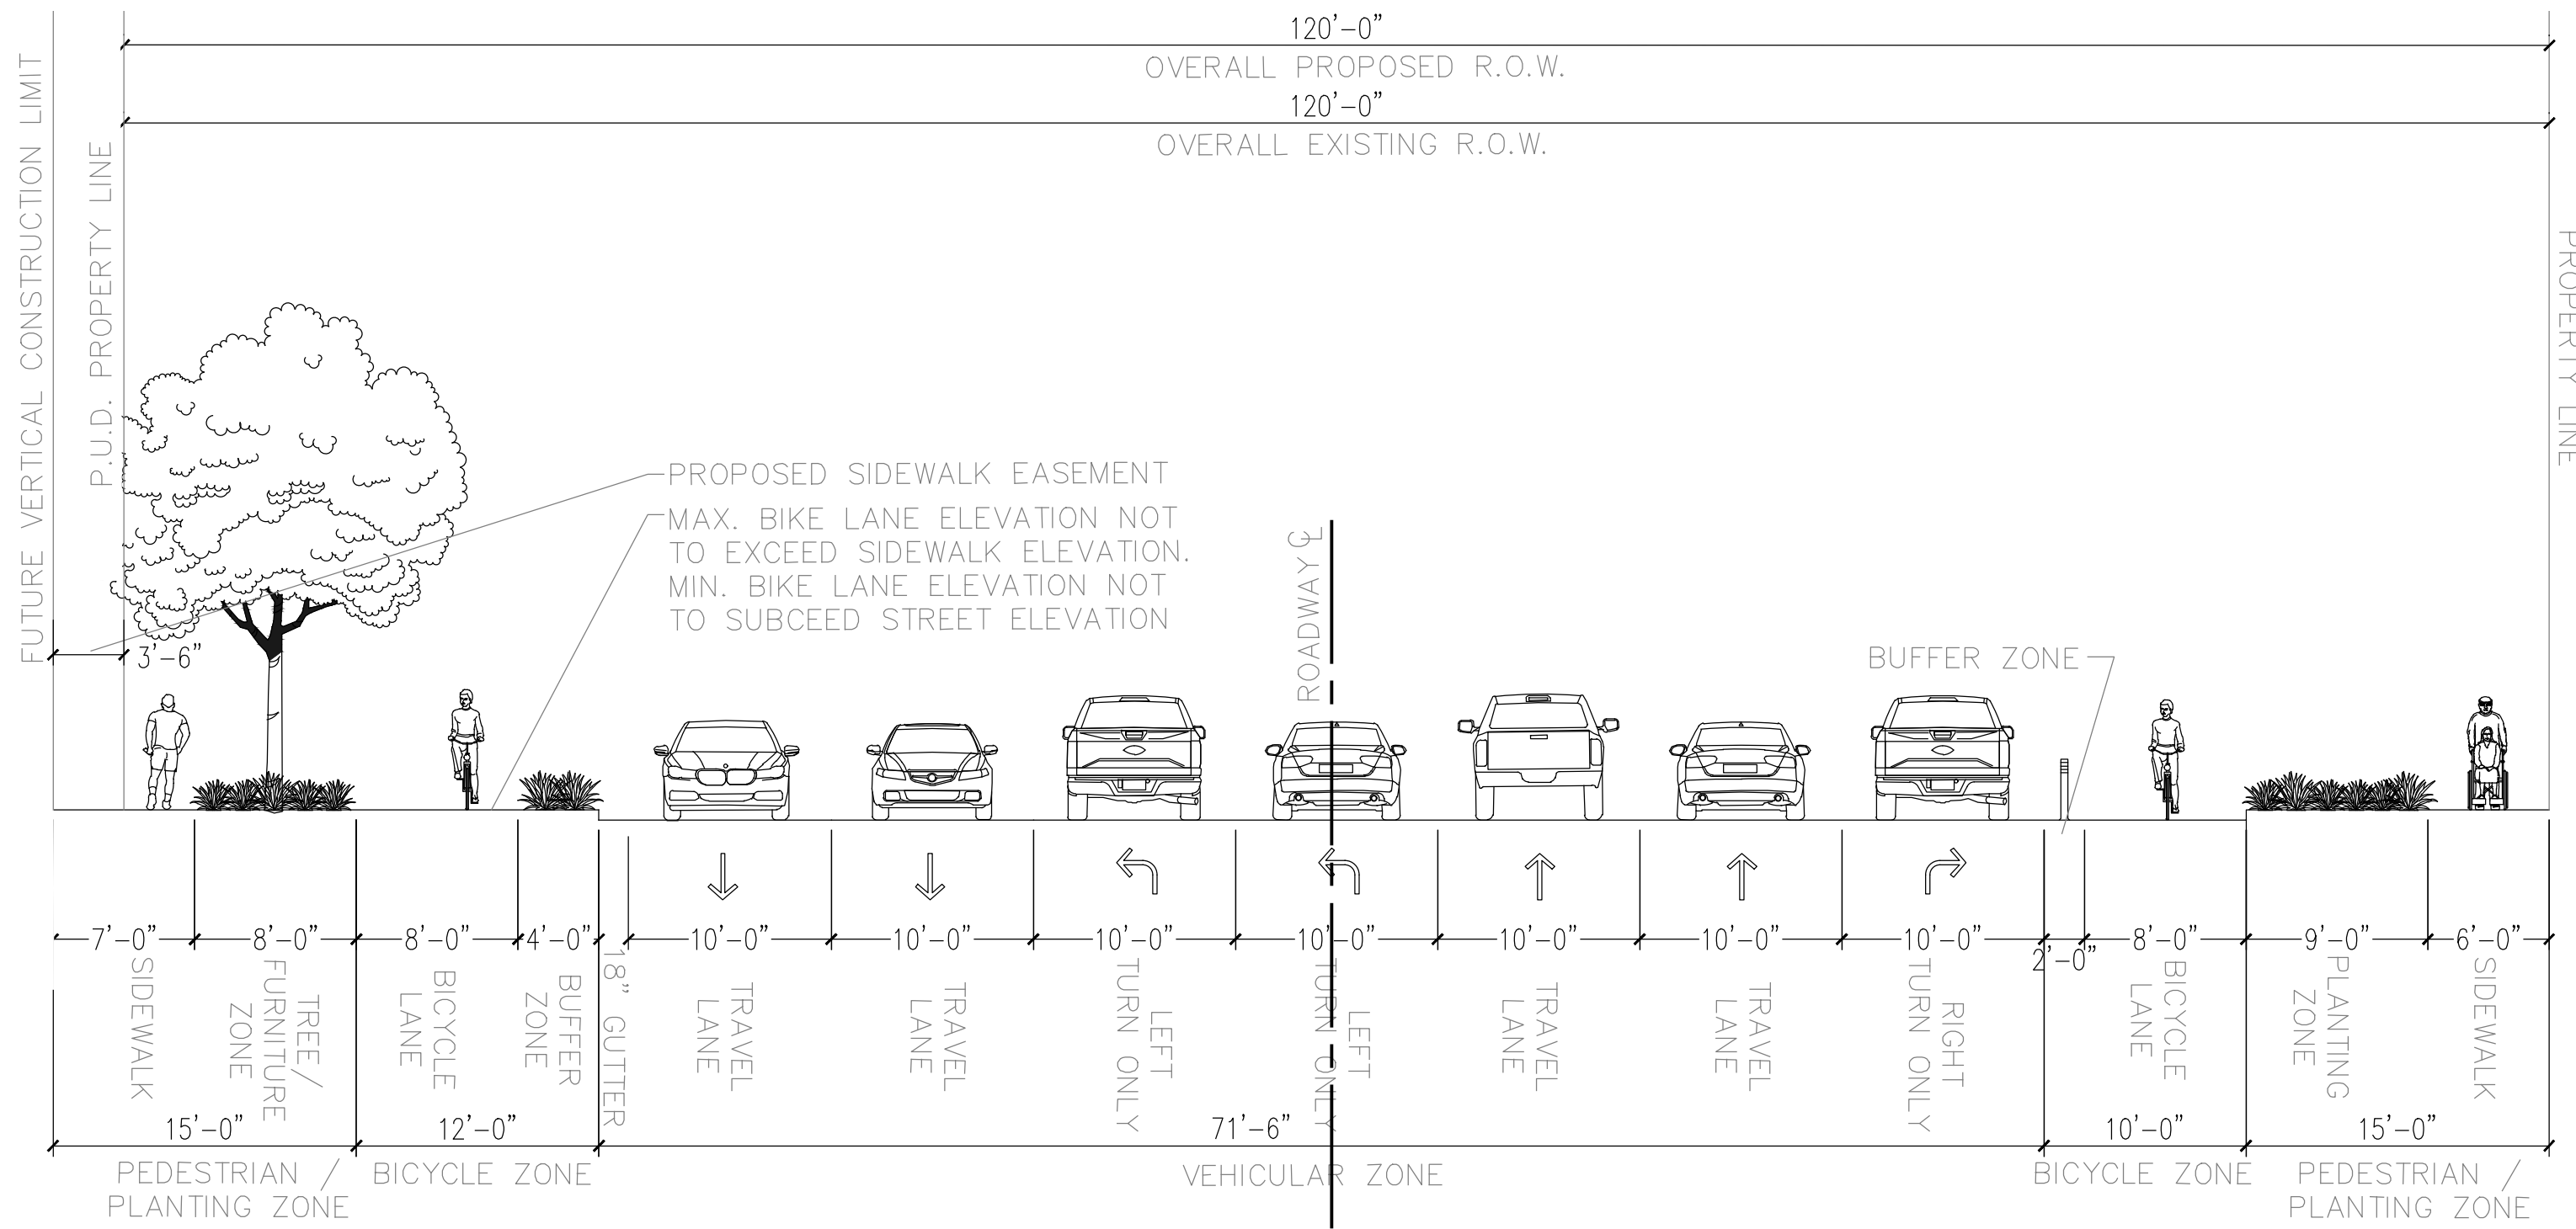 120'-0"
OVERALL PROPOSED R.O.W.
120'-0"
OVERALL EXISTING R.O.W.
FUTURE VERTICAL CONSTRUCTION LIMIT
P.U.D. PROPERTY LINE
PROPERTY LINE
PROPOSED SIDEWALK EASEMENT
MAX. BIKE LANE ELEVATION NOT
TO EXCEED SIDEWALK ELEVATION.
MIN. BIKE LANE ELEVATION NOT
TO SUBCEED STREET ELEVATION
ROADWAY ℄
3'-6"
BUFFER ZONE
7'-0"
8'-0"
8'-0"
4'-0"
10'-0"
10'-0"
10'-0"
10'-0"
10'-0"
10'-0"
10'-0"
2'-0"
8'-0"
9'-0"
6'-0"
SIDEWALK
TREE/
FURNITURE
ZONE
BICYCLE
LANE
BUFFER
ZONE
18" GUTTER
TRAVEL
LANE
TRAVEL
LANE
LEFT
TURN ONLY
LEFT
TURN ONLY
TRAVEL
LANE
TRAVEL
LANE
RIGHT
TURN ONLY
BICYCLE
LANE
PLANTING
ZONE
SIDEWALK
15'-0"
12'-0"
71'-6"
10'-0"
15'-0"
PEDESTRIAN /
PLANTING ZONE
BICYCLE ZONE
VEHICULAR ZONE
BICYCLE ZONE
PEDESTRIAN /
PLANTING ZONE